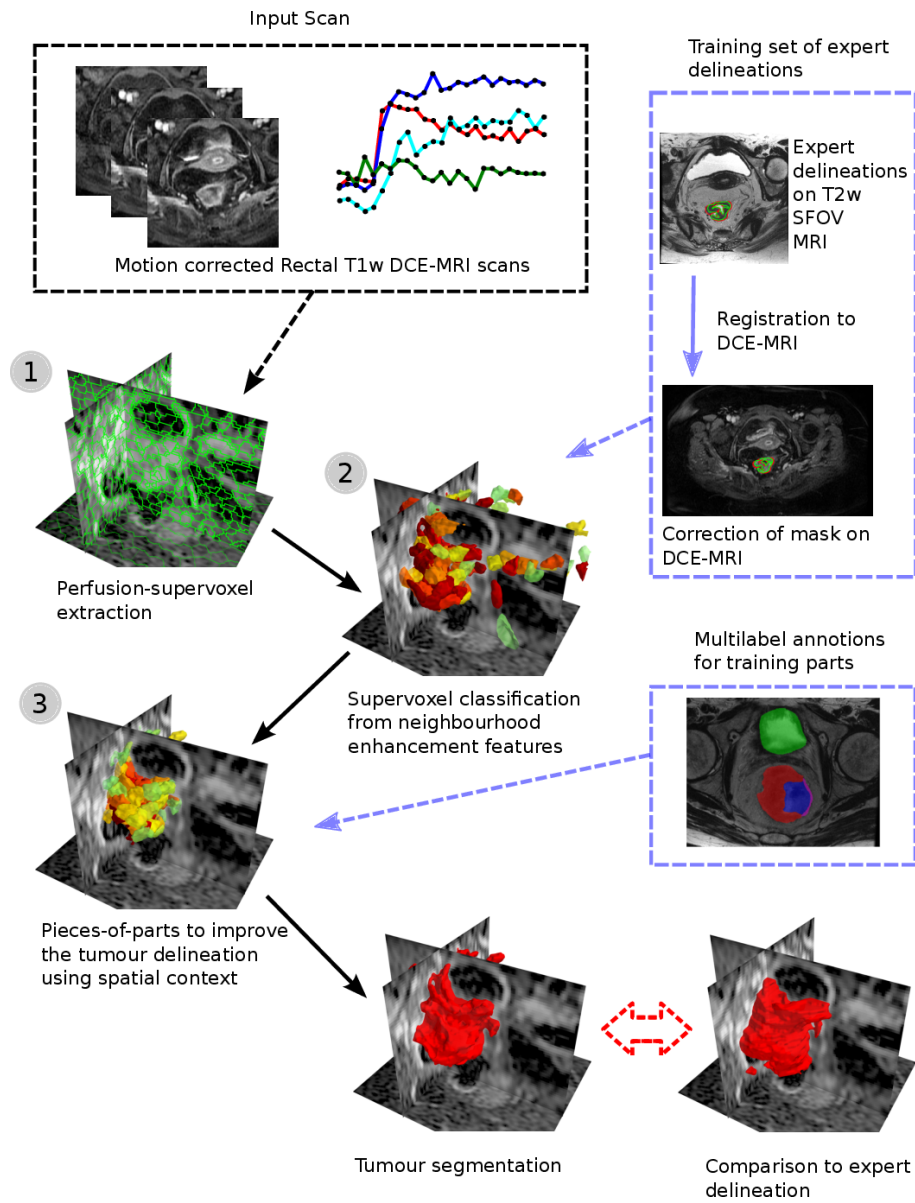 Input Scan
Motion corrected Rectal T1w DCE-MRI scans
Training set of expert
delineations
Expert
delineations
on T2w
SFOV
MRI
Registration to
DCE-MRI
Correction of mask on
DCE-MRI
1
Perfusion-supervoxel
extraction
2
Supervoxel classification
from neighbourhood
enhancement features
Multilabel annotions
for training parts
3
Pieces-of-parts to improve
the tumour delineation
using spatial context
Tumour segmentation
Comparison to expert
delineation